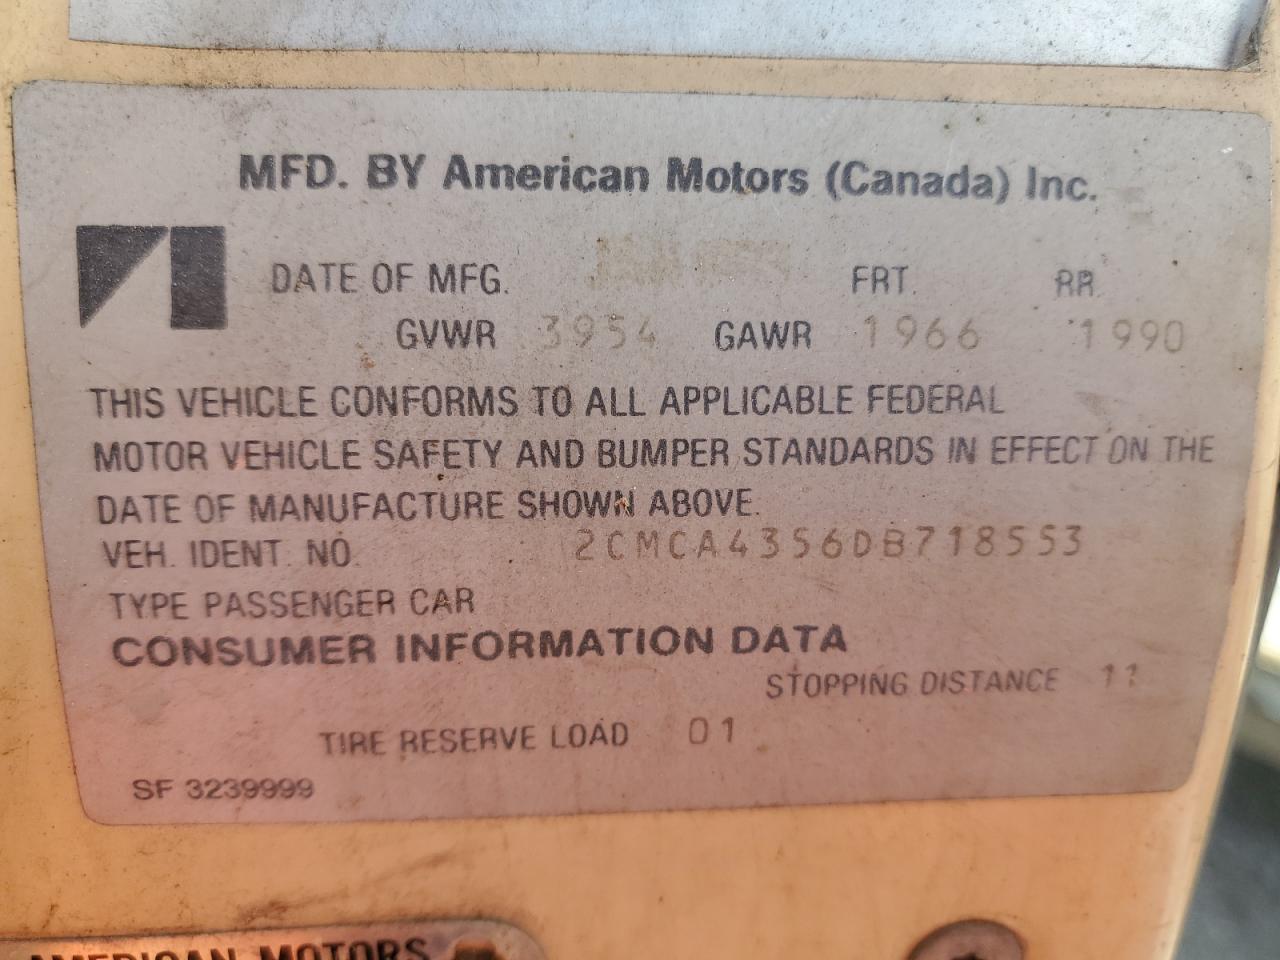 MFD. BY American Motors (Canada) Inc.
DATE OF MFG. FRT. RR.
GVWR 3954 GAWR 1966 1990
THIS VEHICLE CONFORMS TO ALL APPLICABLE FEDERAL
MOTOR VEHICLE SAFETY AND BUMPER STANDARDS IN EFFECT ON THE
DATE OF MANUFACTURE SHOWN ABOVE.
VEH. IDENT. NO. 2CMCA4356DB718553
TYPE PASSENGER CAR
CONSUMER INFORMATION DATA
STOPPING DISTANCE 11
TIRE RESERVE LOAD 01
SF 3239999
AMERICAN MOTORS